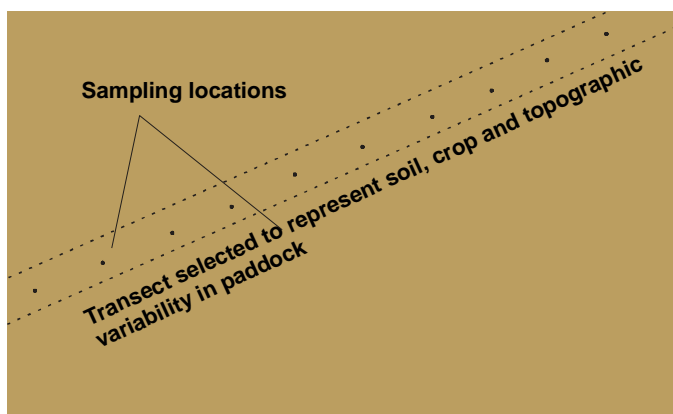 Sampling locations
Transect selected to represent soil, crop and topographic
variability in paddock